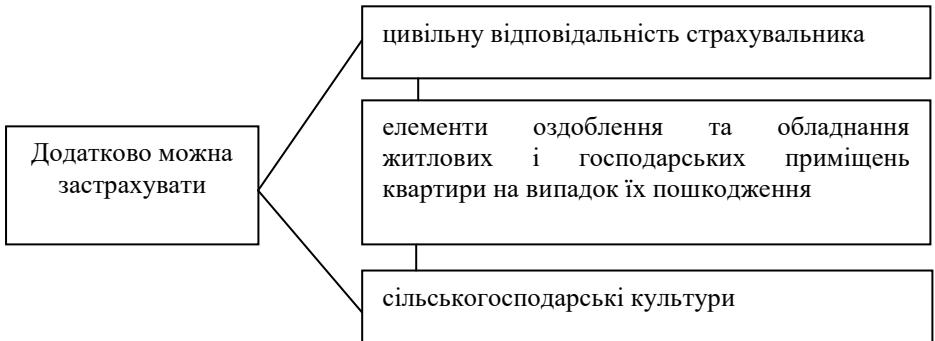 Додатково можна
застрахувати
цивільну відповідальність страхувальника
елементи оздоблення та обладнання
житлових і господарських приміщень
квартири на випадок їх пошкодження
сільськогосподарські культури